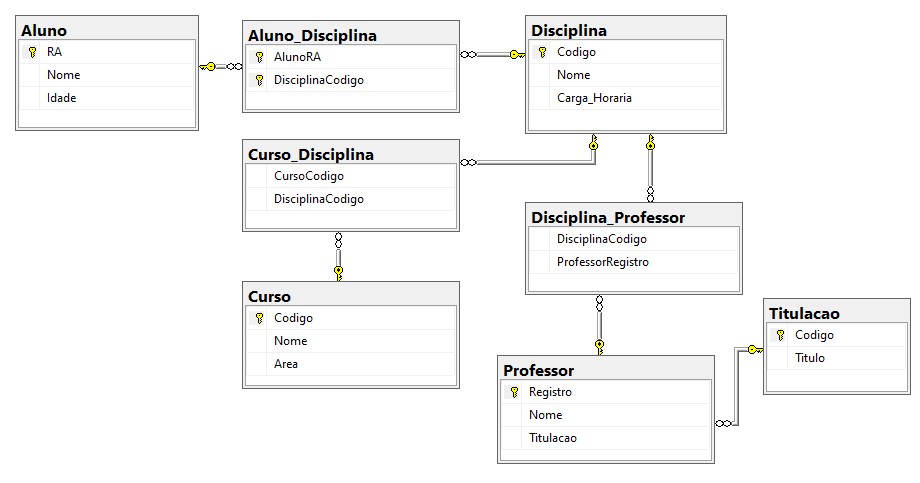 Aluno
RA
Nome
Idade
Aluno_Disciplina
AlunoRA
DisciplinaCodigo
Disciplina
Codigo
Nome
Carga_Horaria
Curso_Disciplina
CursoCodigo
DisciplinaCodigo
Disciplina_Professor
DisciplinaCodigo
ProfessorRegistro
Curso
Codigo
Nome
Area
Titulacao
Codigo
Titulo
Professor
Registro
Nome
Titulacao